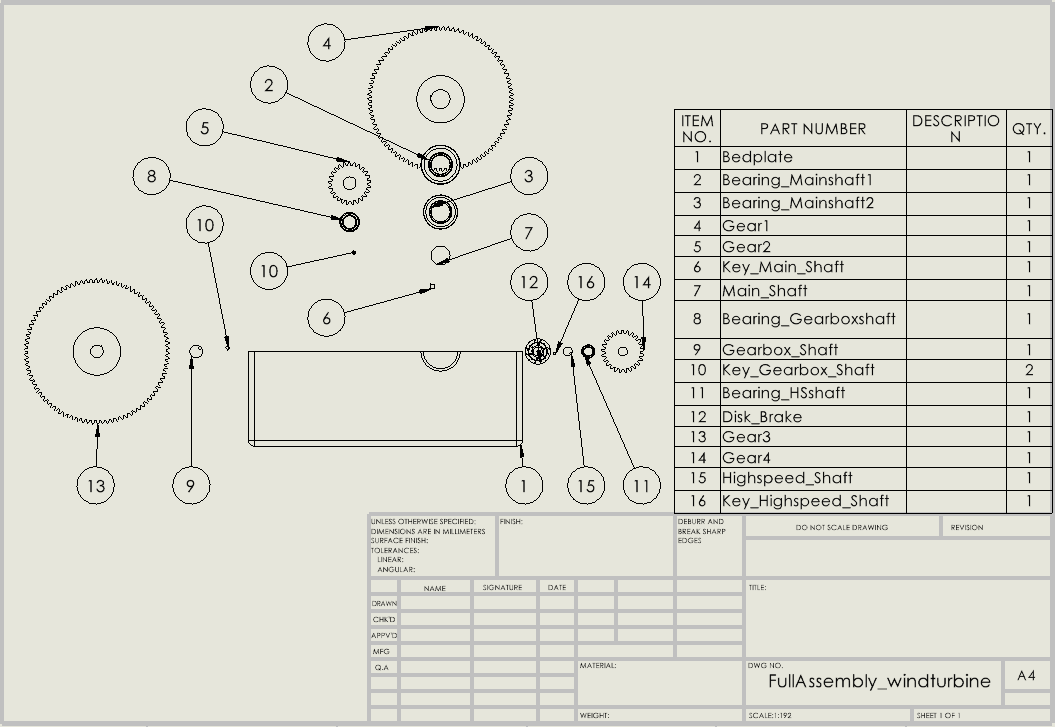 4
2
5
8
3
10
7
10
12
16
14
6
13
9
1
15
11
ITEM NO. PART NUMBER DESCRIPTIO N QTY.
1 Bedplate 1
2 Bearing_Mainshaft1 1
3 Bearing_Mainshaft2 1
4 Gear1 1
5 Gear2 1
6 Key_Main_Shaft 1
7 Main_Shaft 1
8 Bearing_Gearboxshaft 1
9 Gearbox_Shaft 1
10 Key_Gearbox_Shaft 2
11 Bearing_HSshaft 1
12 Disk_Brake 1
13 Gear3 1
14 Gear4 1
15 Highspeed_Shaft 1
16 Key_Highspeed_Shaft 1
UNLESS OTHERWISE SPECIFIED:
DIMENSIONS ARE IN MILLIMETERS
SURFACE FINISH:
TOLERANCES:
LINEAR:
ANGULAR:
FINISH:
DEBURR AND
BREAK SHARP
EDGES
DO NOT SCALE DRAWING
REVISION
NAME SIGNATURE DATE
DRAWN
CHK'D
APPV'D
MFG
Q.A
TITLE:
MATERIAL:
DWG NO.
FullAssembly_windturbine
A4
WEIGHT:
SCALE:1:192
SHEET 1 OF 1